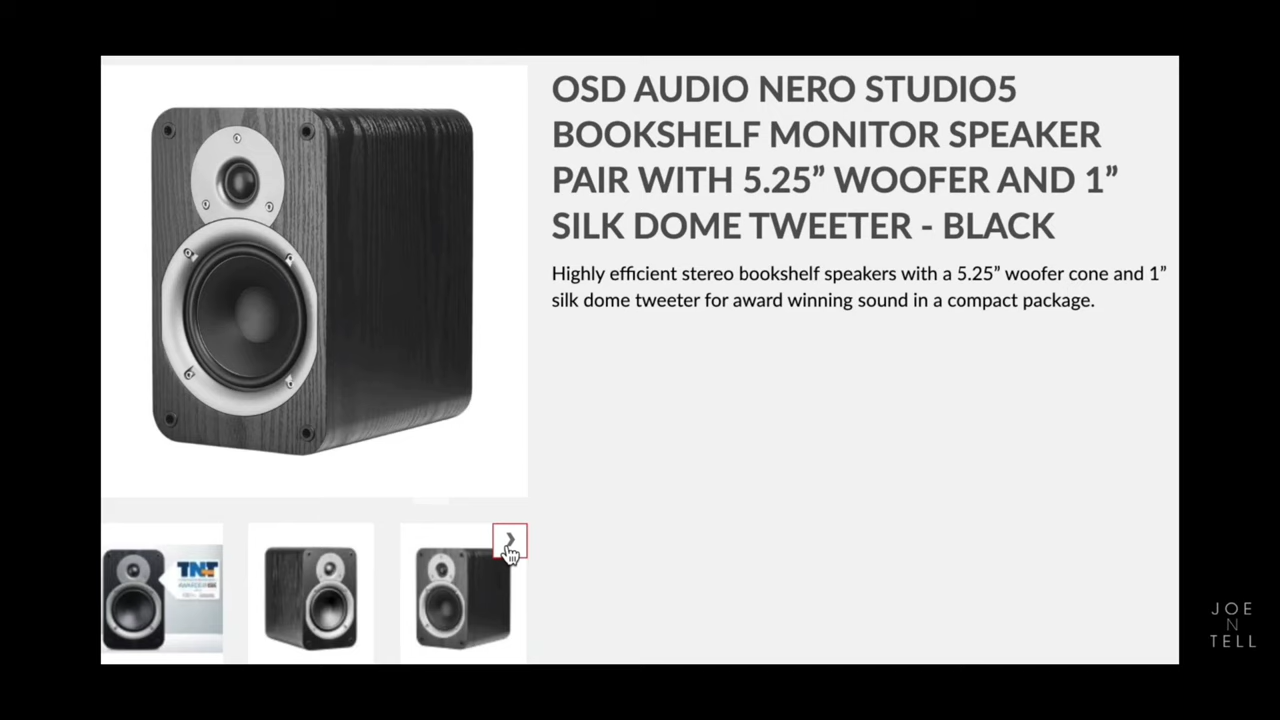 OSD AUDIO NERO STUDIO5
BOOKSHELF MONITOR SPEAKER
PAIR WITH 5.25” WOOFER AND 1”
SILK DOME TWEETER - BLACK
Highly efficient stereo bookshelf speakers with a 5.25” woofer cone and 1”
silk dome tweeter for award winning sound in a compact package.
TNT
JOE
N
TELL